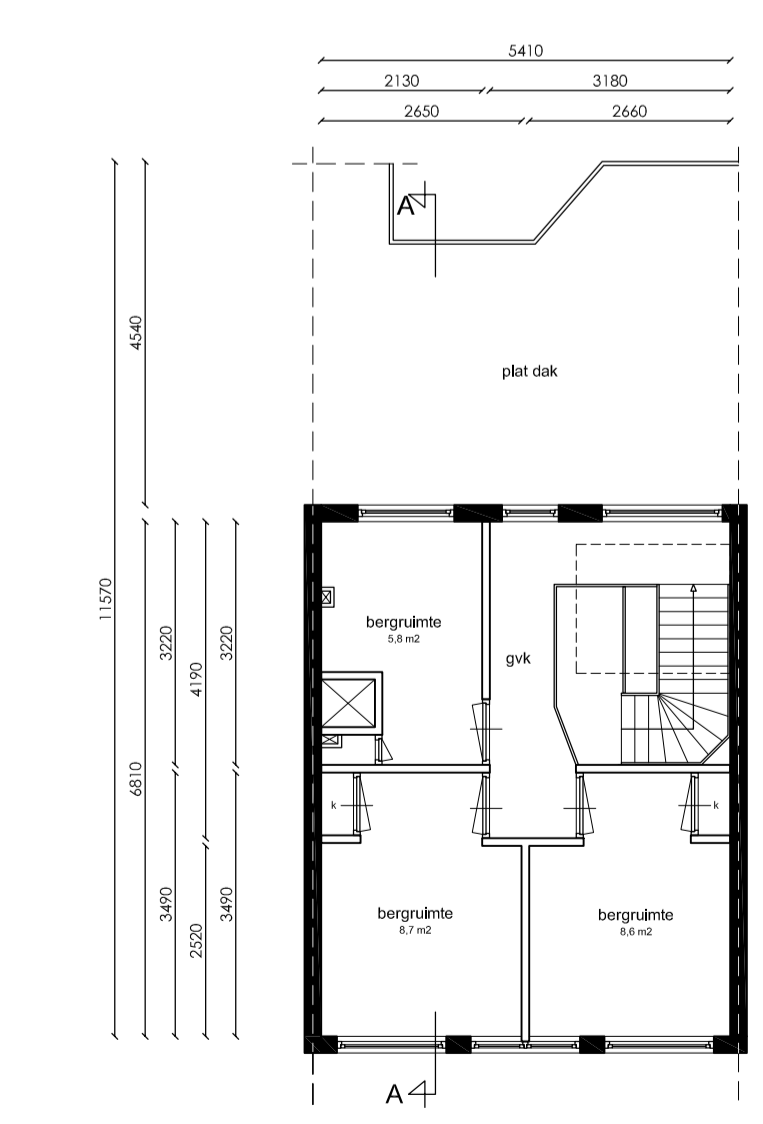 5410
2130
3180
2650
2660
A
4540
plat dak
11570
6810
3220
4190
3220
bergruimte
5,8 m2
gvk
k
k
3490
2520
3490
bergruimte
8,7 m2
bergruimte
8,6 m2
A